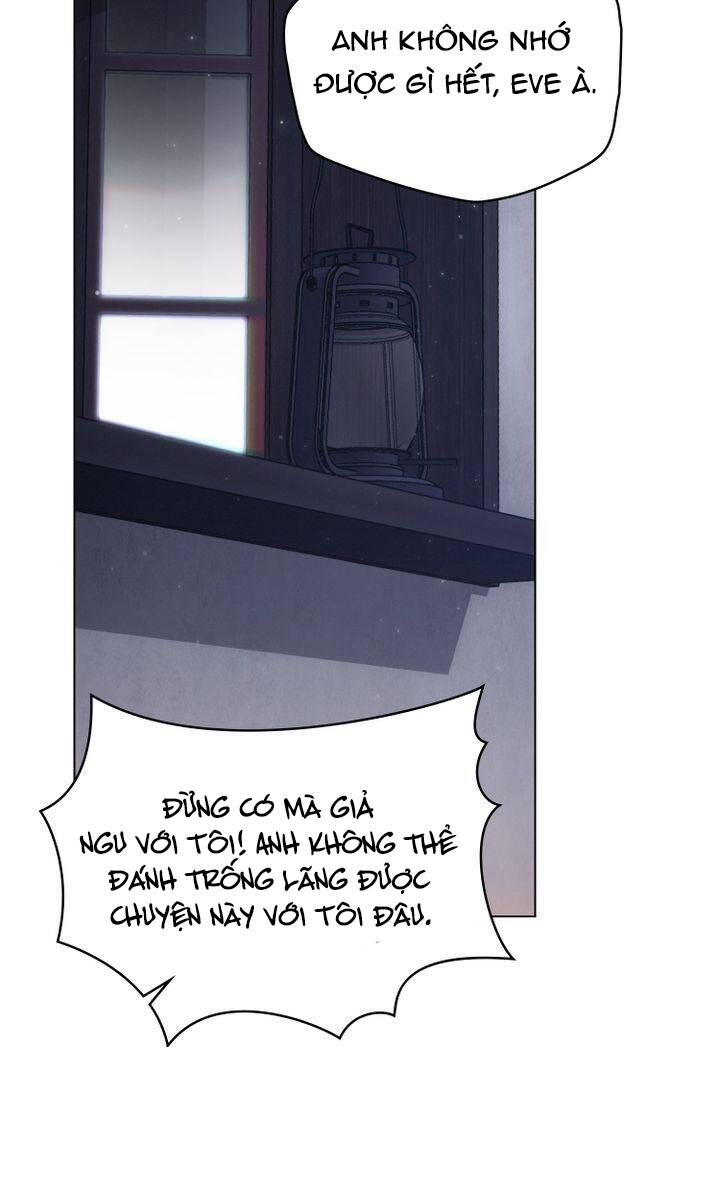 ANH KHÔNG NHỚ
ĐƯỢC GÌ HẾT, EVE À.
ĐỪNG CÓ MÀ GIẢ
NGU VỚI TÔI! ANH KHÔNG THỂ
ĐÁNH TRỐNG LÃNG ĐƯỢC
CHUYỆN NÀY VỚI TÔI ĐÂU.